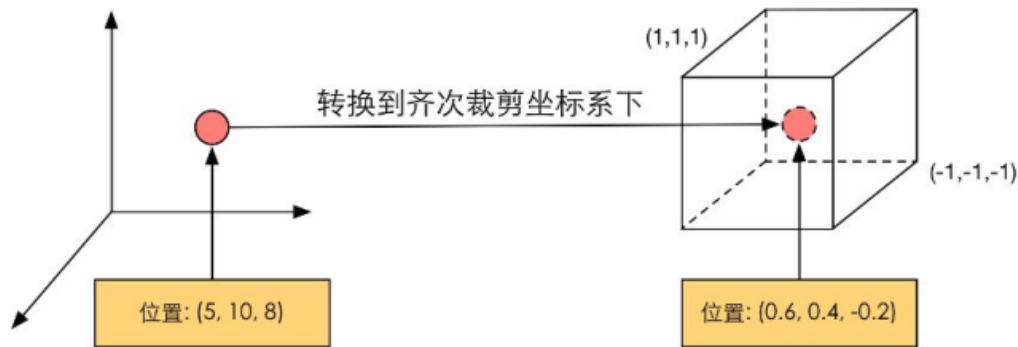 (1,1,1)
转换到齐次裁剪坐标系下
(-1,-1,-1)
位置: (5, 10, 8)
位置: (0.6, 0.4, -0.2)